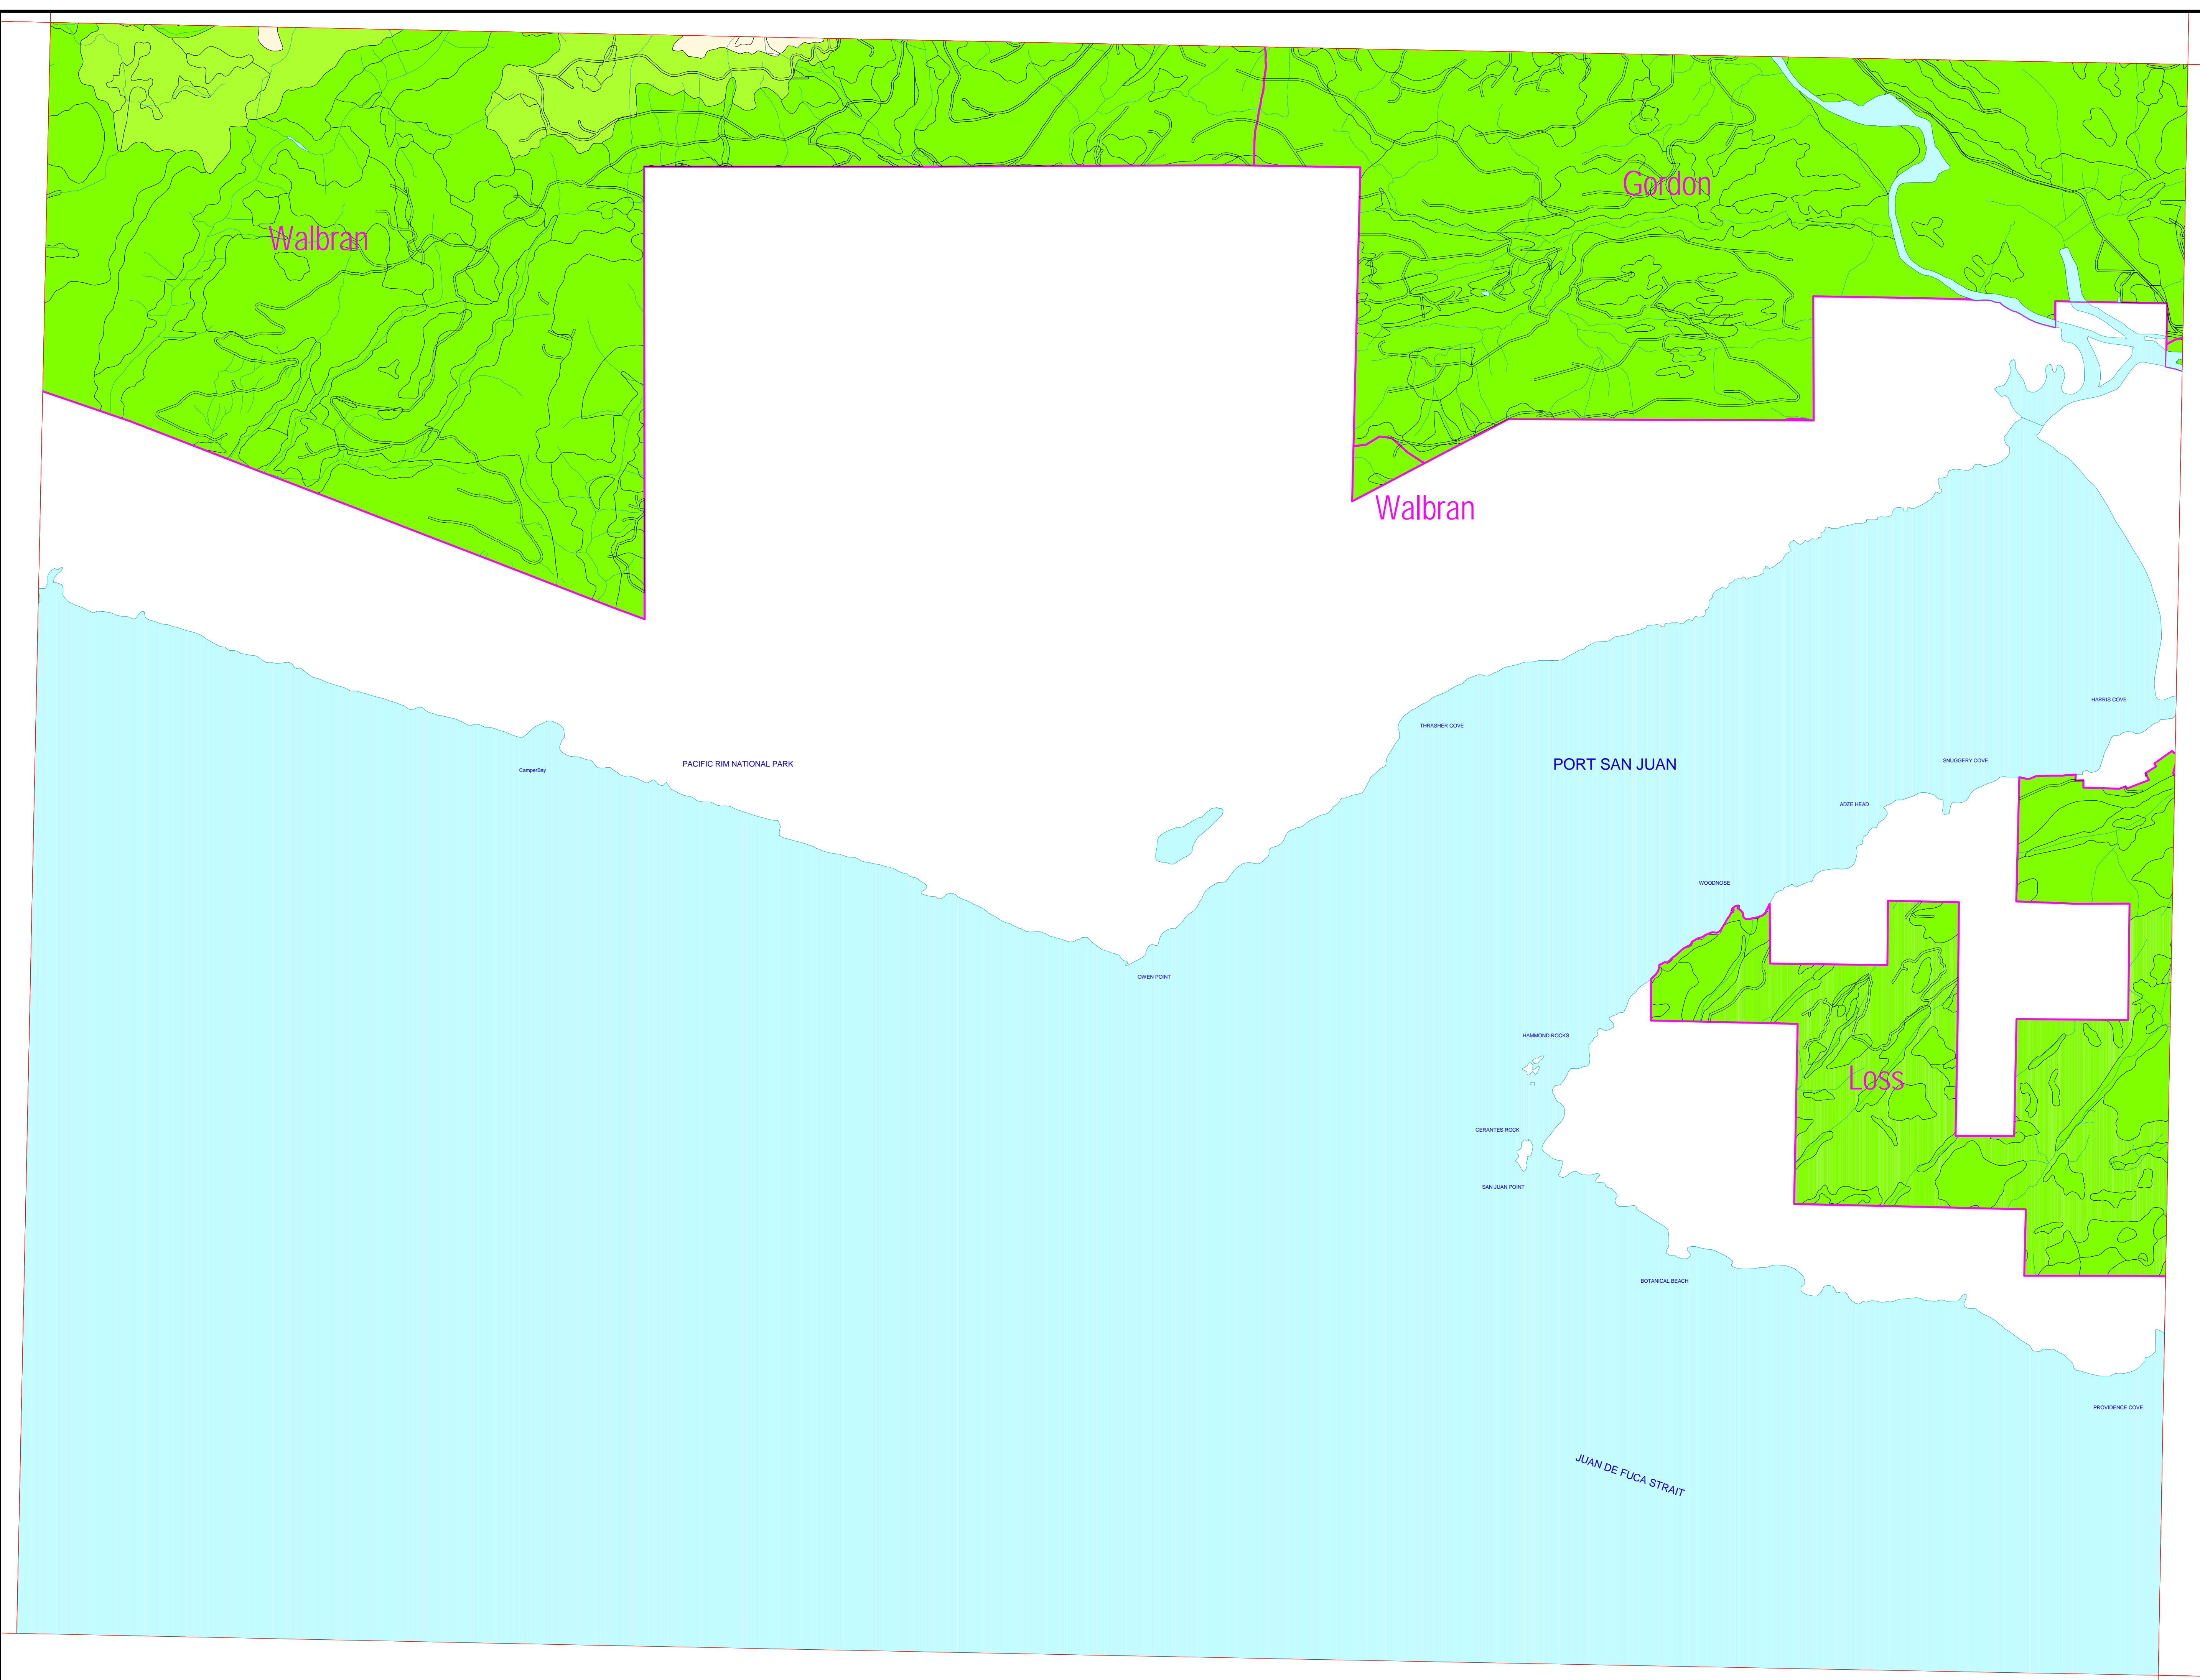 Gordon
Walbran
Walbran
HARRIS COVE
THRASHER COVE
SNUGGERY COVE
PACIFIC RIM NATIONAL PARK
PORT SAN JUAN
CamperBay
ADZE HEAD
WOODNOSE
OWEN POINT
HAMMOND ROCKS
Loss
CERANTES ROCK
SAN JUAN POINT
BOTANICAL BEACH
PROVIDENCE COVE
JUAN DE FUCA STRAIT